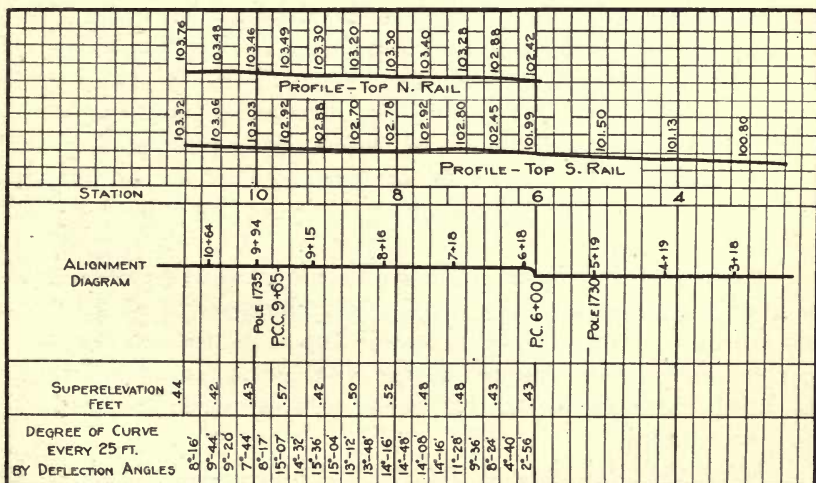 103.76 103.48 103.46 103.49 103.30 103.20 103.30 103.40 103.28 102.88 102.42
PROFILE-TOP N. RAIL
103.32 103.06 103.03 102.92 102.88 102.70 102.78 102.92 102.80 102.45 101.99 101.50 101.13 100.80
PROFILE-TOP S. RAIL
STATION 10 8 6 4
10+64 9+94 9+15 8+16 7+18 6+18 5+19 4+19 3+18
ALIGNMENT
DIAGRAM
POLE 1735 P.C.C. 9+65 P.C. 6+00 POLE 1730
SUPERELEVATION
FEET
.44 .42 .43 .57 .42 .50 .52 .48 .48 .43 .43
DEGREE OF CURVE
EVERY 25 FT.
BY DEFLECTION ANGLES
8°-16' 9°-44' 9°-20' 7°-44' 8°-17' 15°-07' 14°-32' 15°-36' 15°-04' 13°-12' 13°-48' 14°-16' 14°-48' 14°-08' 14°-16' 11°-28' 9°-36' 8°-24' 4°-40' 2°-56'